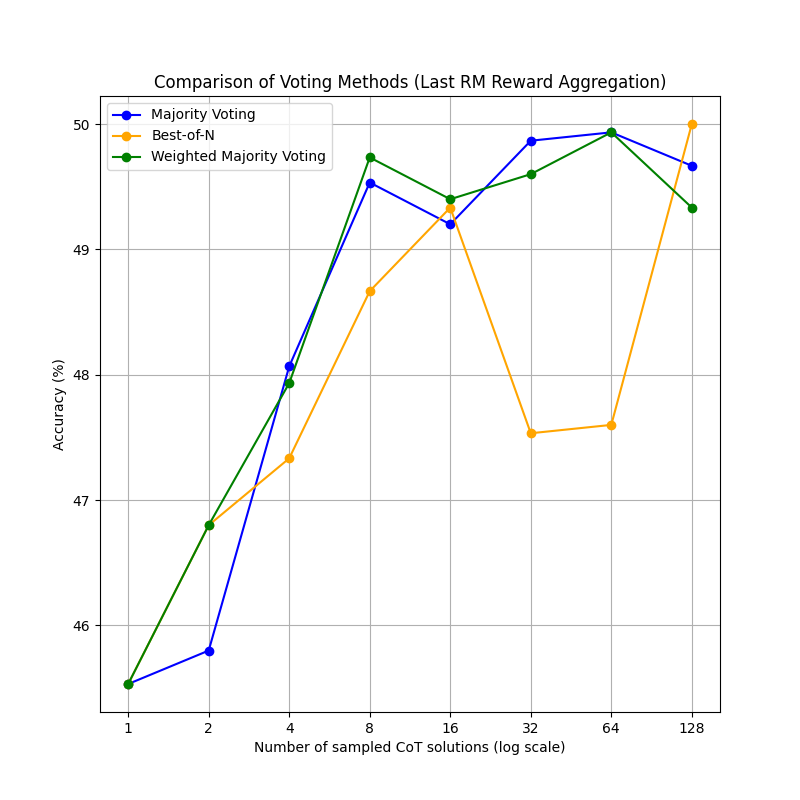 Comparison of Voting Methods (Last RM Reward Aggregation)
Majority Voting
Best-of-N
Weighted Majority Voting
50
49
48
47
46
Accuracy (%)
1 2 4 8 16 32 64 128
Number of sampled CoT solutions (log scale)